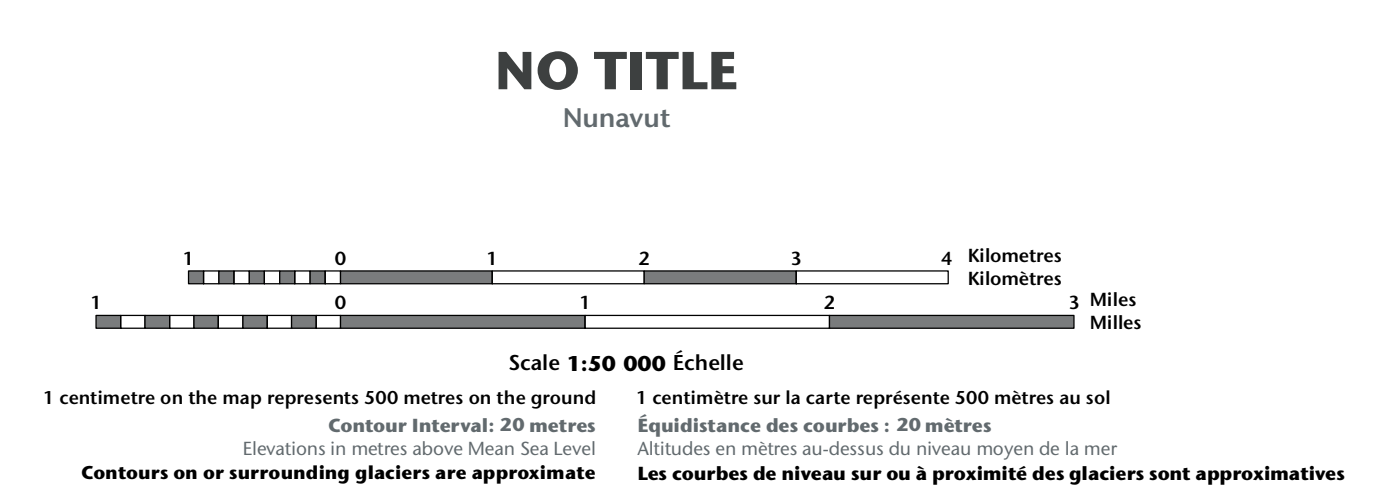 NO TITLE
Nunavut
1 0 1 2 3 4 Kilometres
Kilomètres
1 0 1 2 3 Miles
Milles
Scale 1:50 000 Échelle
1 centimetre on the map represents 500 metres on the ground
Contour Interval: 20 metres
Elevations in metres above Mean Sea Level
Contours on or surrounding glaciers are approximate
1 centimètre sur la carte représente 500 mètres au sol
Équidistance des courbes : 20 mètres
Altitudes en mètres au-dessus du niveau moyen de la mer
Les courbes de niveau sur ou à proximité des glaciers sont approximatives